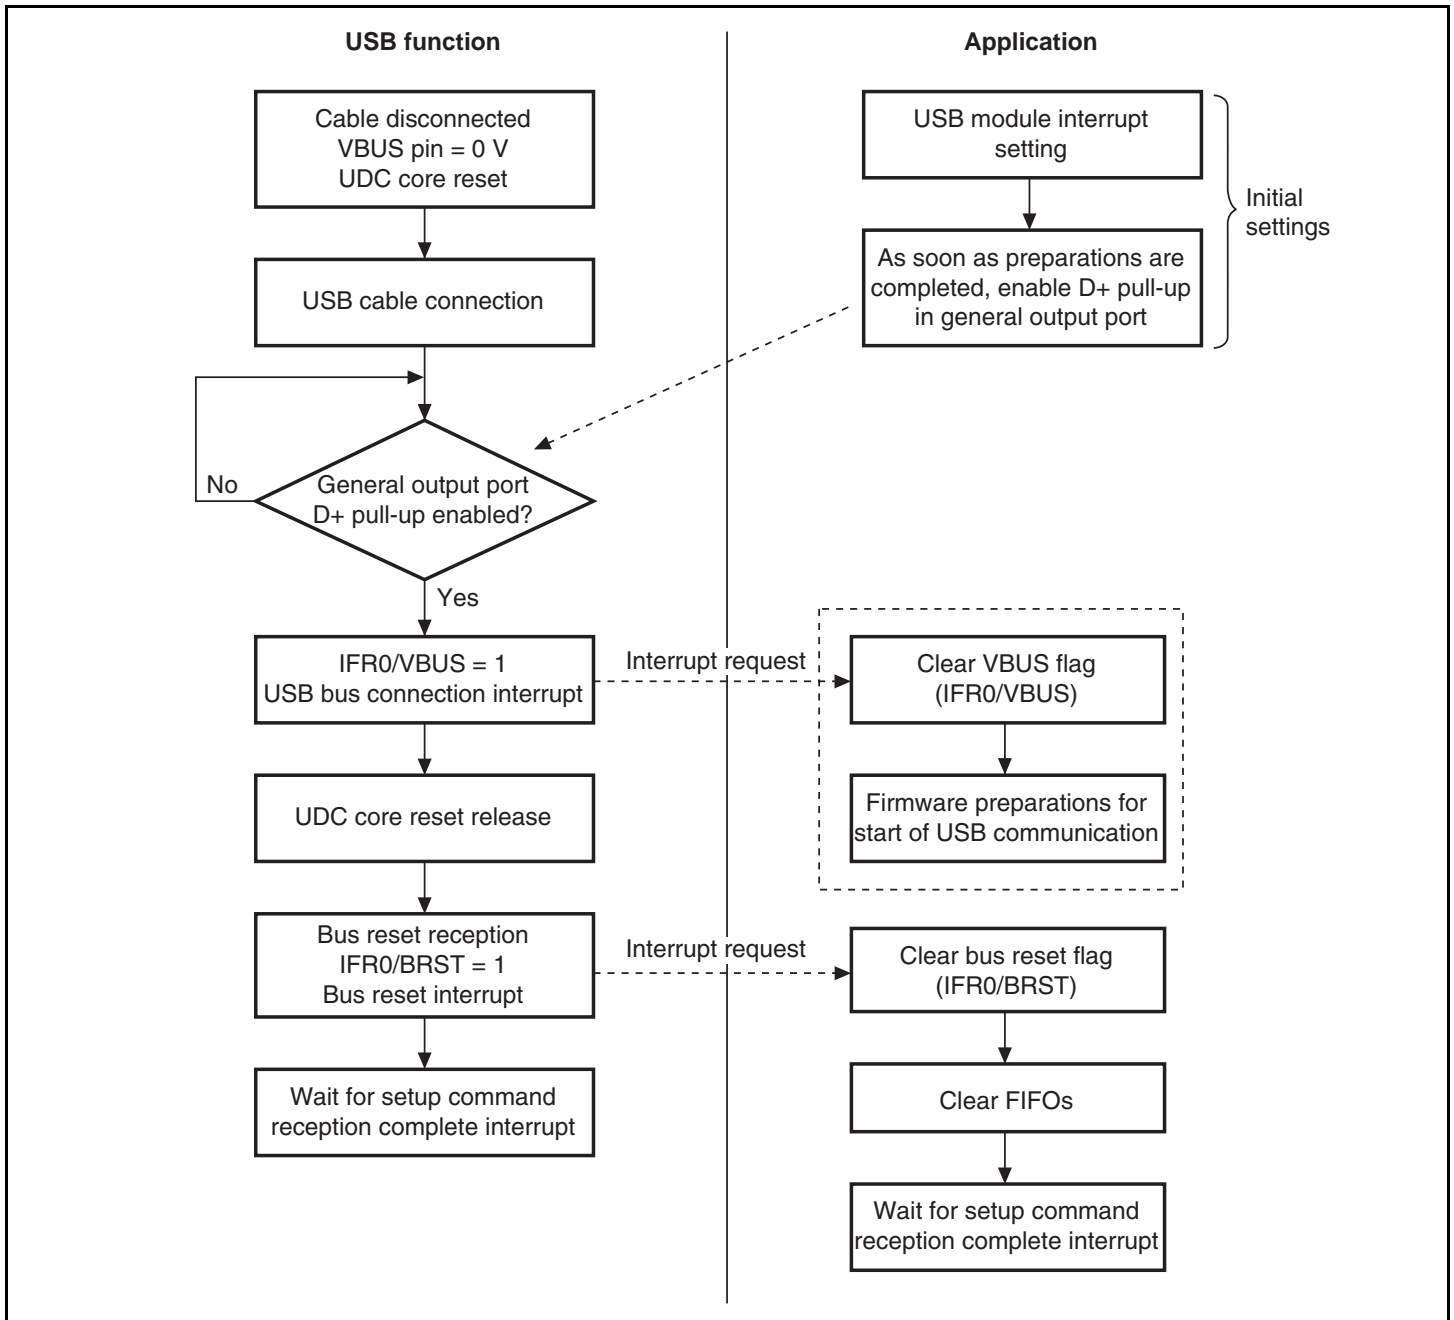 USB function
Cable disconnected
VBUS pin = 0 V
UDC core reset
USB cable connection
No
General output port
D+ pull-up enabled?
Yes
IFR0/VBUS = 1
USB bus connection interrupt
Interrupt request
UDC core reset release
Bus reset reception
IFR0/BRST = 1
Bus reset interrupt
Interrupt request
Wait for setup command
reception complete interrupt
Application
USB module interrupt
setting
As soon as preparations are
completed, enable D+ pull-up
in general output port
Initial
settings
Clear VBUS flag
(IFR0/VBUS)
Firmware preparations for
start of USB communication
Clear bus reset flag
(IFR0/BRST)
Clear FIFOs
Wait for setup command
reception complete interrupt